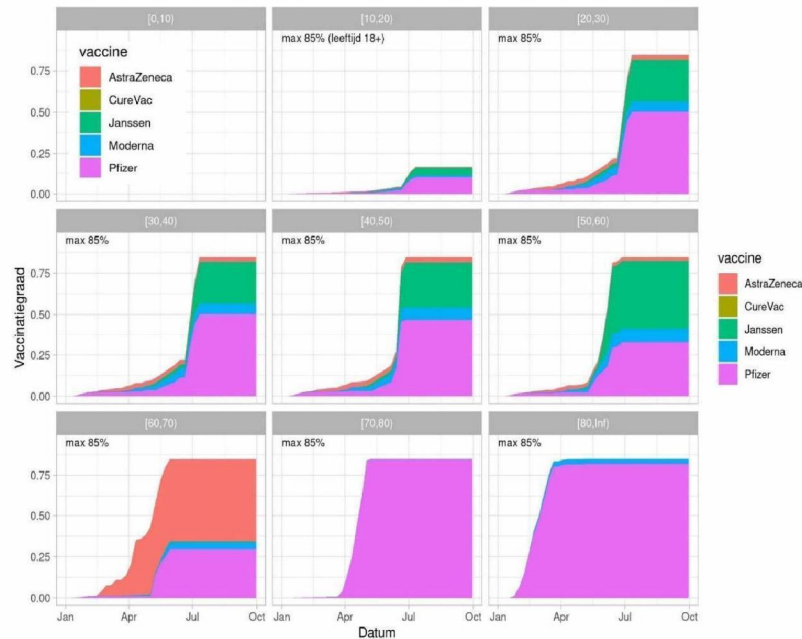 [0,10)
[10,20)
[20,30)
max 85% (leeftijd 18+)
max 85%
vaccine
AstraZeneca
CureVac
Janssen
Moderna
Pfizer
0.75
0.50
0.25
0.00
[30,40)
[40,50)
[50,60)
max 85%
max 85%
max 85%
0.75
0.50
0.25
0.00
vaccine
AstraZeneca
CureVac
Janssen
Moderna
Pfizer
Vaccinatiegraad
[60,70)
[70,80)
[80,Inf)
max 85%
max 85%
max 85%
0.75
0.50
0.25
0.00
Jan Apr Jul Oct
Jan Apr Jul Oct
Jan Apr Jul Oct
Datum